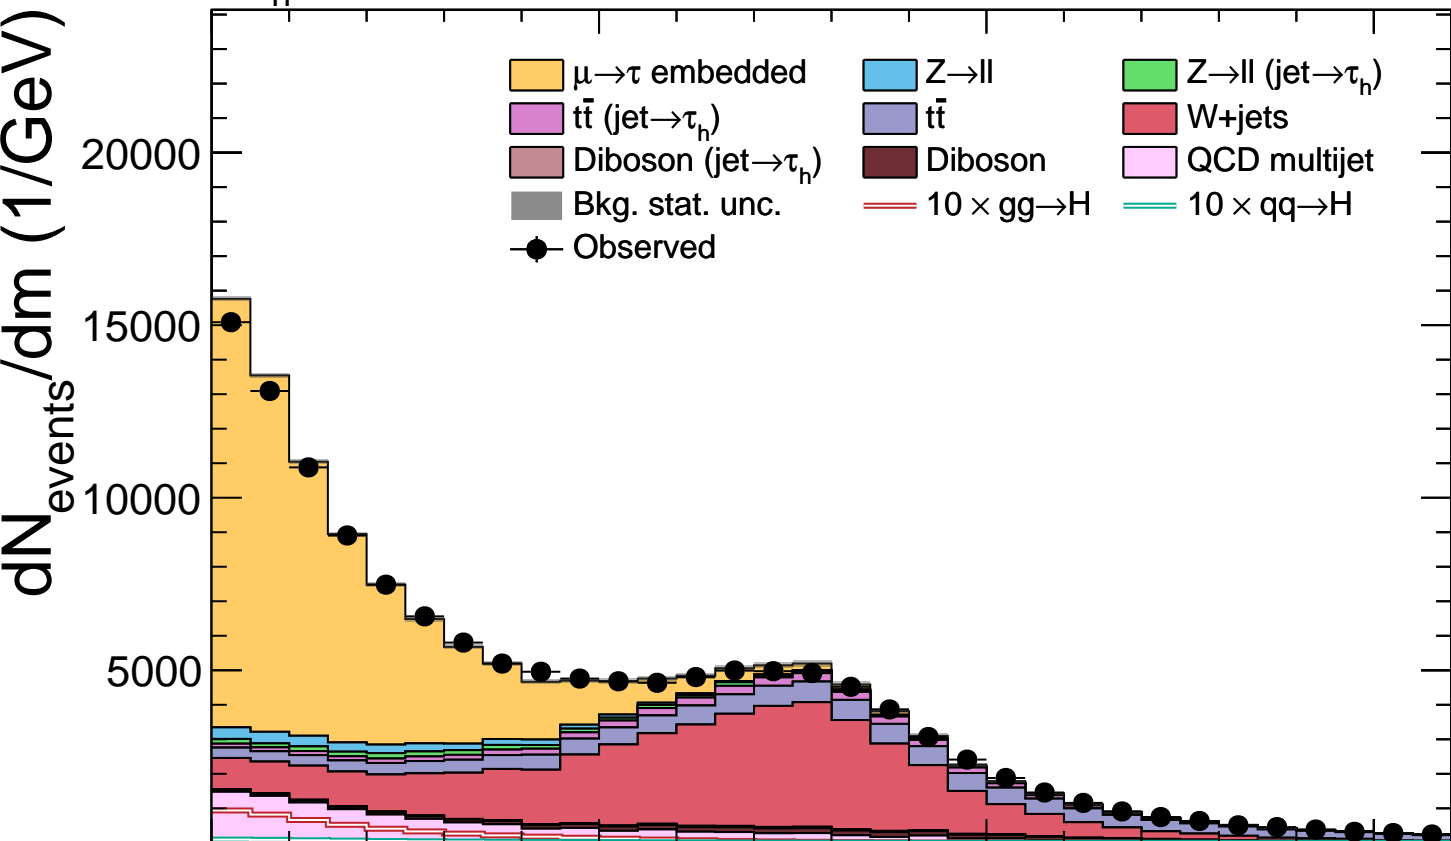 dN_events/dm (1/GeV)
20000
15000
10000
5000
μ→τ embedded
Z→ll
Z→ll (jet→τ_h)
tt̄ (jet→τ_h)
tt̄
W+jets
Diboson (jet→τ_h)
Diboson
QCD multijet
Bkg. stat. unc.
10 × gg→H
10 × qq→H
Observed